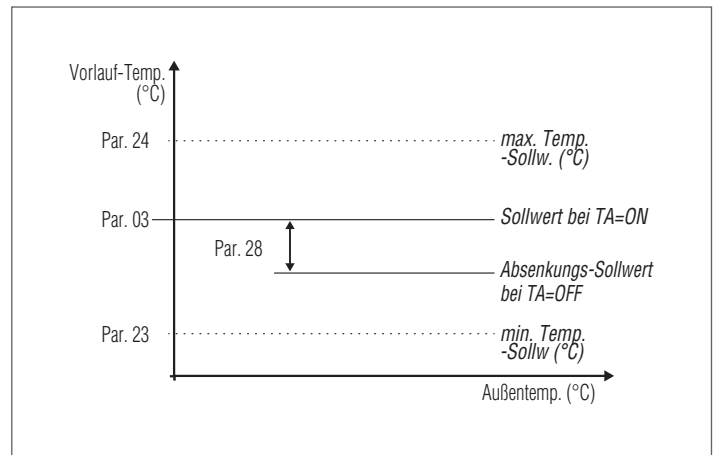 Vorlauf-Temp.
(°C)
Par. 24
max. Temp.
-Sollw. (°C)
Par. 03
Sollwert bei TA=ON
Par. 28
Absenkungs-Sollwert
bei TA=OFF
Par. 23
min. Temp.
-Sollw (°C)
Außentemp. (°C)